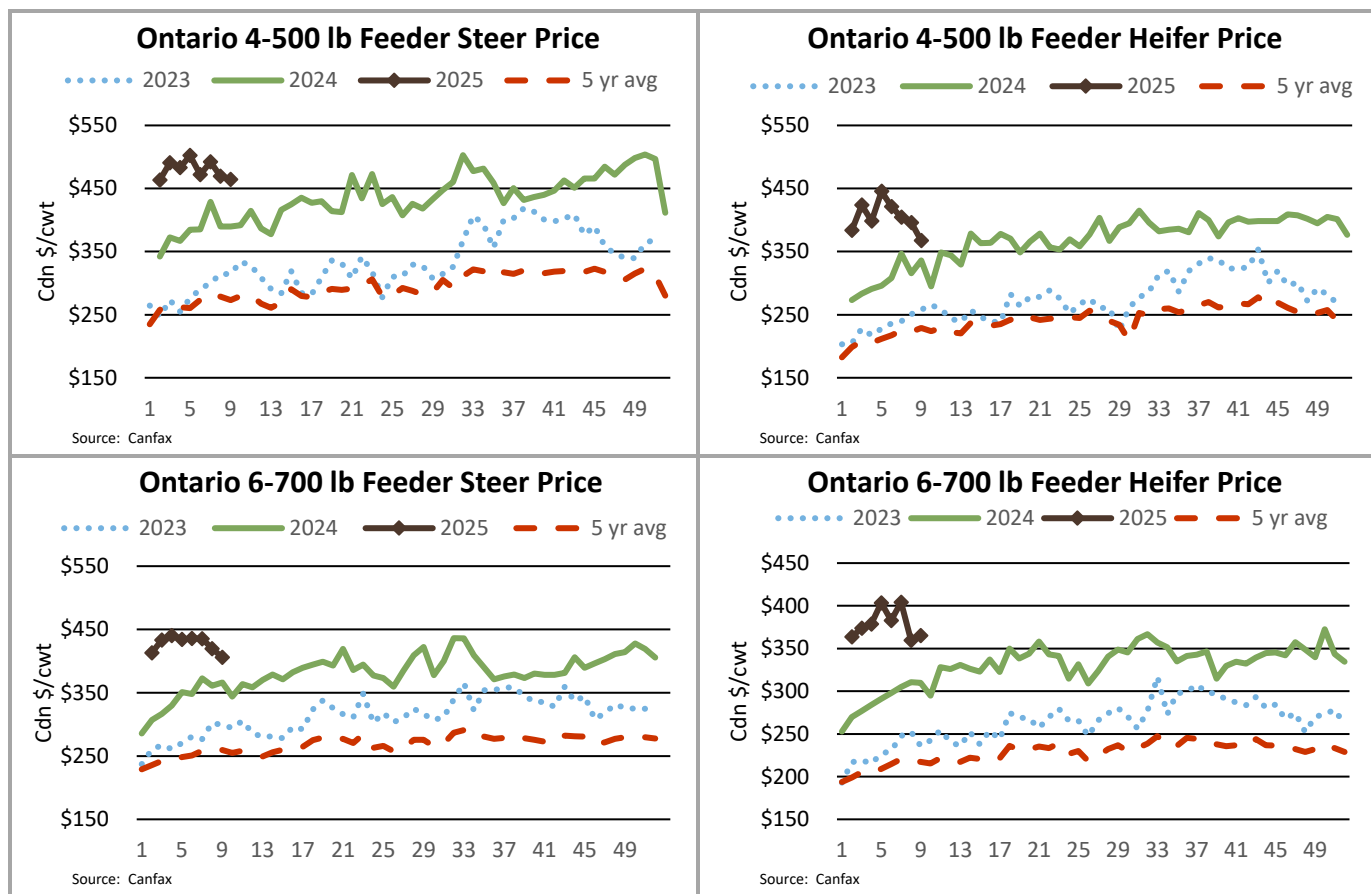 Ontario 4-500 lb Feeder Steer Price
2023 2024 2025 5 yr avg
$550
$450
$350
$250
$150
Cdn $/cwt
1 5 9 13 17 21 25 29 33 37 41 45 49
Source: Canfax
Ontario 4-500 lb Feeder Heifer Price
2023 2024 2025 5 yr avg
$550
$450
$350
$250
$150
Cdn $/cwt
1 5 9 13 17 21 25 29 33 37 41 45 49
Source: Canfax
Ontario 6-700 lb Feeder Steer Price
2023 2024 2025 5 yr avg
$550
$450
$350
$250
$150
Cdn $/cwt
1 5 9 13 17 21 25 29 33 37 41 45 49
Source: Canfax
Ontario 6-700 lb Feeder Heifer Price
2023 2024 2025 5 yr avg
$450
$400
$350
$300
$250
$200
$150
Cdn $/cwt
1 5 9 13 17 21 25 29 33 37 41 45 49
Source: Canfax